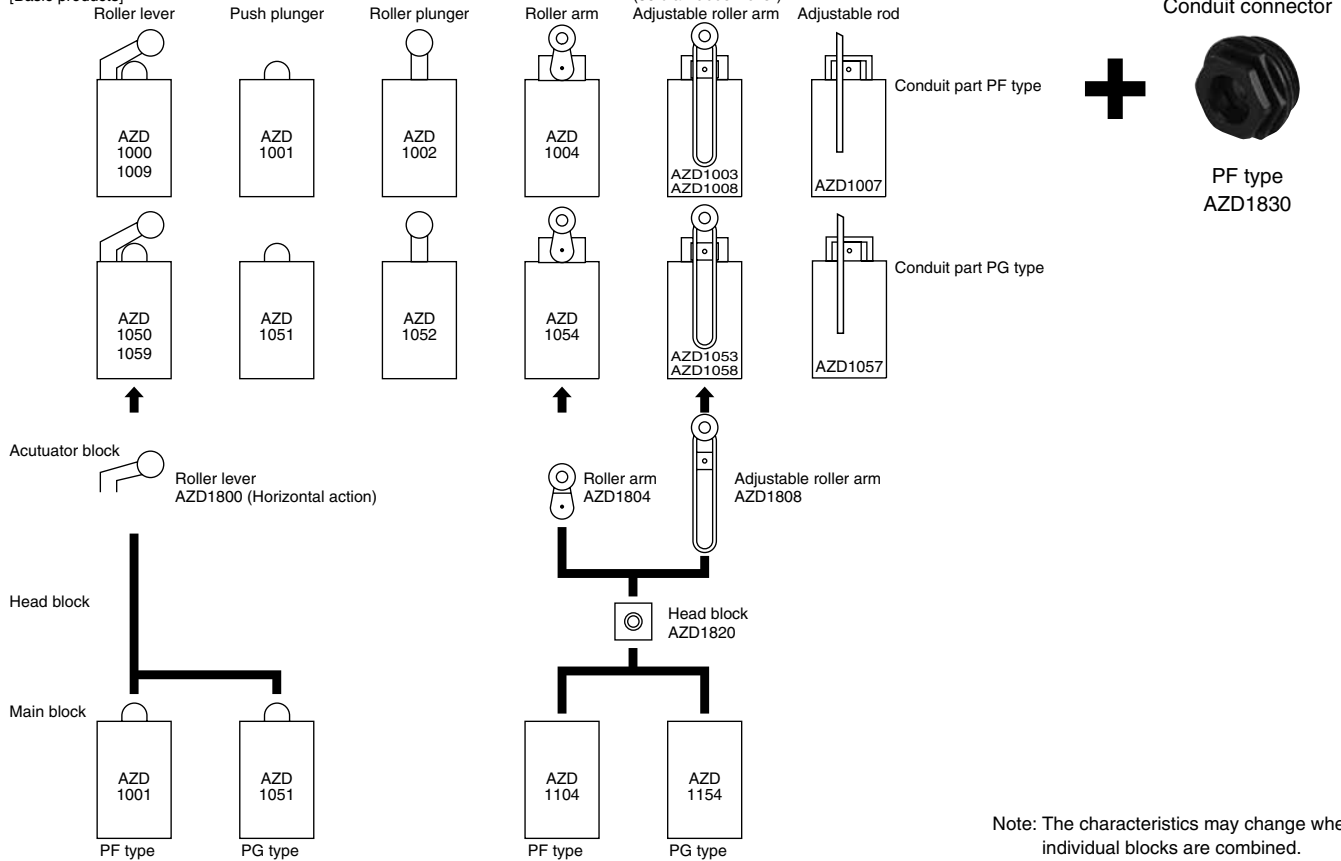 [Basic products]
Roller lever
Push plunger
Roller plunger
Roller arm
Adjustable roller arm
Adjustable rod
Conduit connector
AZD
1000
1009
AZD
1001
AZD
1002
AZD
1004
AZD1003
AZD1008
AZD1007
Conduit part PF type
PF type
AZD1830
AZD
1050
1059
AZD
1051
AZD
1052
AZD
1054
AZD1053
AZD1058
AZD1057
Conduit part PG type
Acutuator block
Roller lever
AZD1800 (Horizontal action)
Roller arm
AZD1804
Adjustable roller arm
AZD1808
Head block
Head block
AZD1820
Main block
AZD
1001
AZD
1051
AZD
1104
AZD
1154
PF type
PG type
PF type
PG type
Note: The characteristics may change whe
individual blocks are combined.